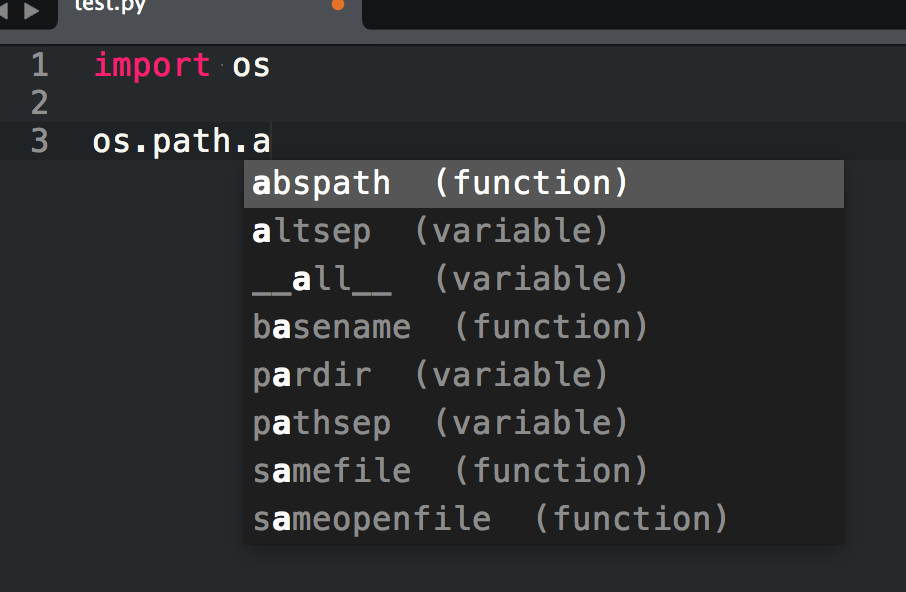 test.py
1 import os
2
3 os.path.a
abspath (function)
altsep (variable)
__all__ (variable)
basename (function)
pardir (variable)
pathsep (variable)
samefile (function)
sameopenfile (function)